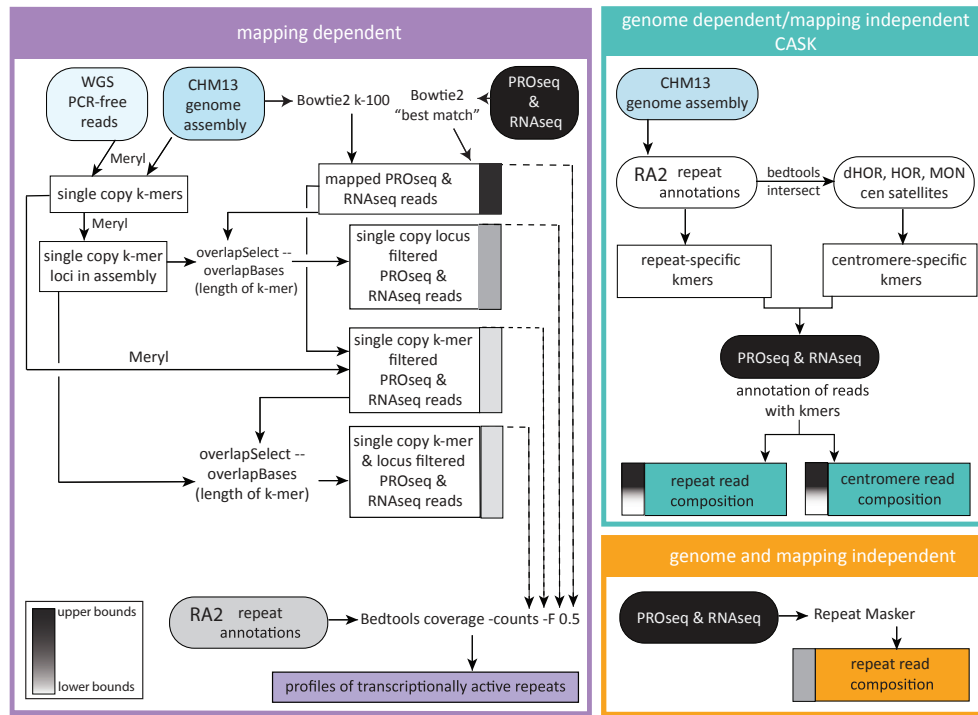 mapping dependent
WGS
PCR-free
reads
CHM13
genome
assembly
Bowtie2 k-100
Bowtie2
“best match”
PROseq
&
RNAseq
Meryl
single copy k-mers
mapped PROseq &
RNAseq reads
Meryl
single copy k-mer
loci in assembly
overlapSelect --
overlapBases
(length of k-mer)
single copy locus
filtered
PROseq &
RNAseq reads
Meryl
single copy k-mer
filtered
PROseq &
RNAseq reads
overlapSelect --
overlapBases
(length of k-mer)
single copy k-mer
& locus filtered
PROseq &
RNAseq reads
upper bounds
lower bounds
RA2 repeat
annotations
Bedtools coverage -counts -F 0.5
profiles of transcriptionally active repeats
genome dependent/mapping independent
CASK
CHM13
genome assembly
RA2 repeat
annotations
bedtools
intersect
dHOR, HOR, MON
cen satellites
repeat-specific
kmers
centromere-specific
kmers
PROseq & RNAseq
annotation of reads
with kmers
repeat read
composition
centromere read
composition
genome and mapping independent
PROseq & RNAseq
Repeat Masker
repeat read
composition